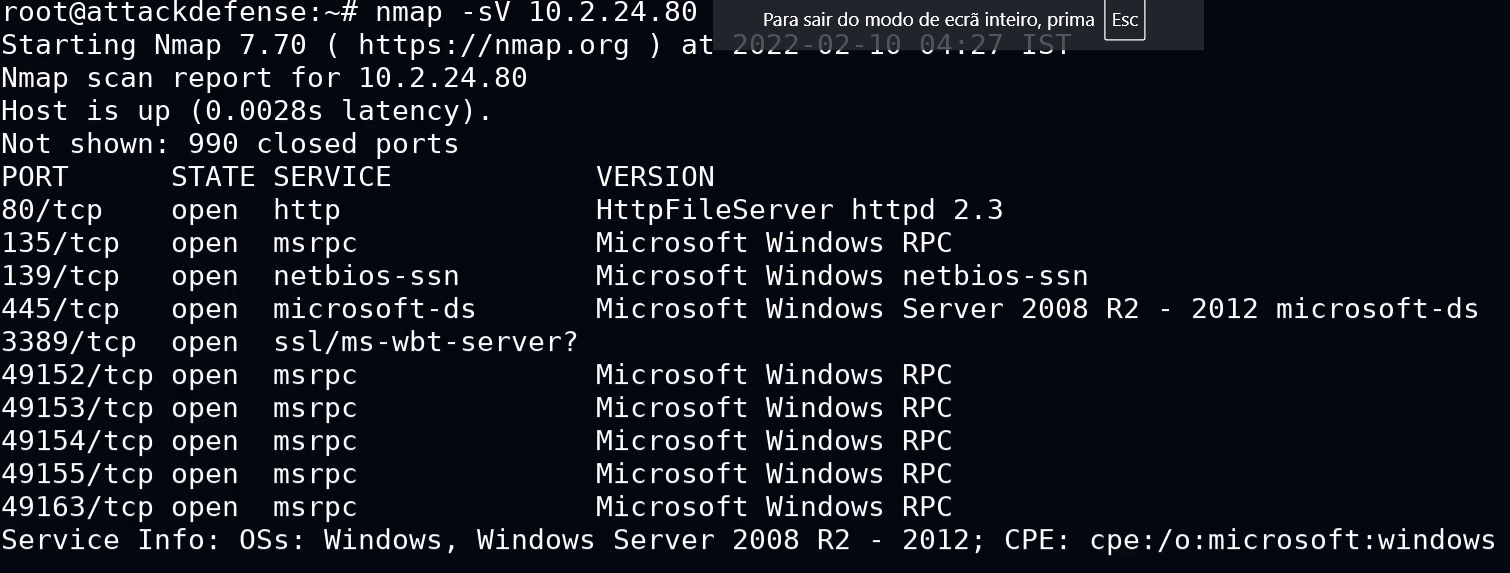 root@attackdefense:~# nmap -sV 10.2.24.80
Para sair do modo de ecrã inteiro, prima Esc
Starting Nmap 7.70 ( https://nmap.org ) at 2022-02-10 04:27 IST
Nmap scan report for 10.2.24.80
Host is up (0.0028s latency).
Not shown: 990 closed ports
PORT      STATE SERVICE            VERSION
80/tcp    open  http               HttpFileServer httpd 2.3
135/tcp   open  msrpc              Microsoft Windows RPC
139/tcp   open  netbios-ssn        Microsoft Windows netbios-ssn
445/tcp   open  microsoft-ds       Microsoft Windows Server 2008 R2 - 2012 microsoft-ds
3389/tcp  open  ssl/ms-wbt-server?
49152/tcp open  msrpc              Microsoft Windows RPC
49153/tcp open  msrpc              Microsoft Windows RPC
49154/tcp open  msrpc              Microsoft Windows RPC
49155/tcp open  msrpc              Microsoft Windows RPC
49163/tcp open  msrpc              Microsoft Windows RPC
Service Info: OSs: Windows, Windows Server 2008 R2 - 2012; CPE: cpe:/o:microsoft:windows